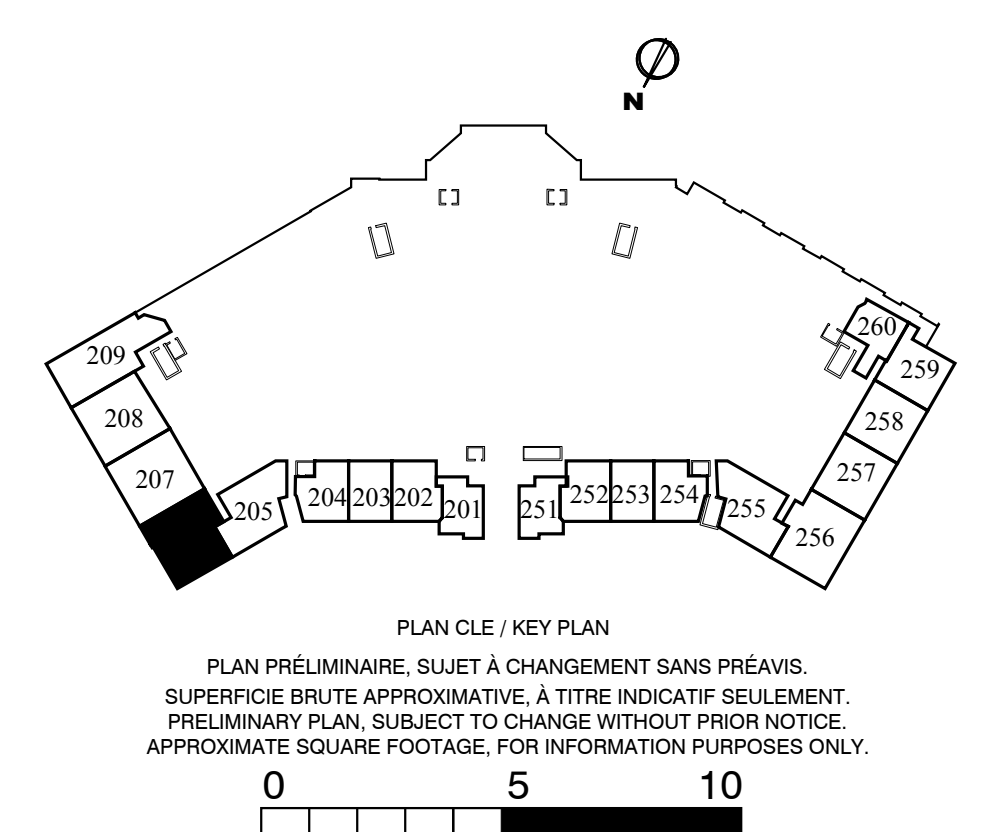 N
260
209
259
208
258
207
257
204
203
202
252
253
254
205
201
251
255
256
PLAN CLE / KEY PLAN
PLAN PRÉLIMINAIRE, SUJET À CHANGEMENT SANS PRÉAVIS.
SUPERFICIE BRUTE APPROXIMATIVE, À TITRE INDICATIF SEULEMENT.
PRELIMINARY PLAN, SUBJECT TO CHANGE WITHOUT PRIOR NOTICE.
APPROXIMATE SQUARE FOOTAGE, FOR INFORMATION PURPOSES ONLY.
0 5 10